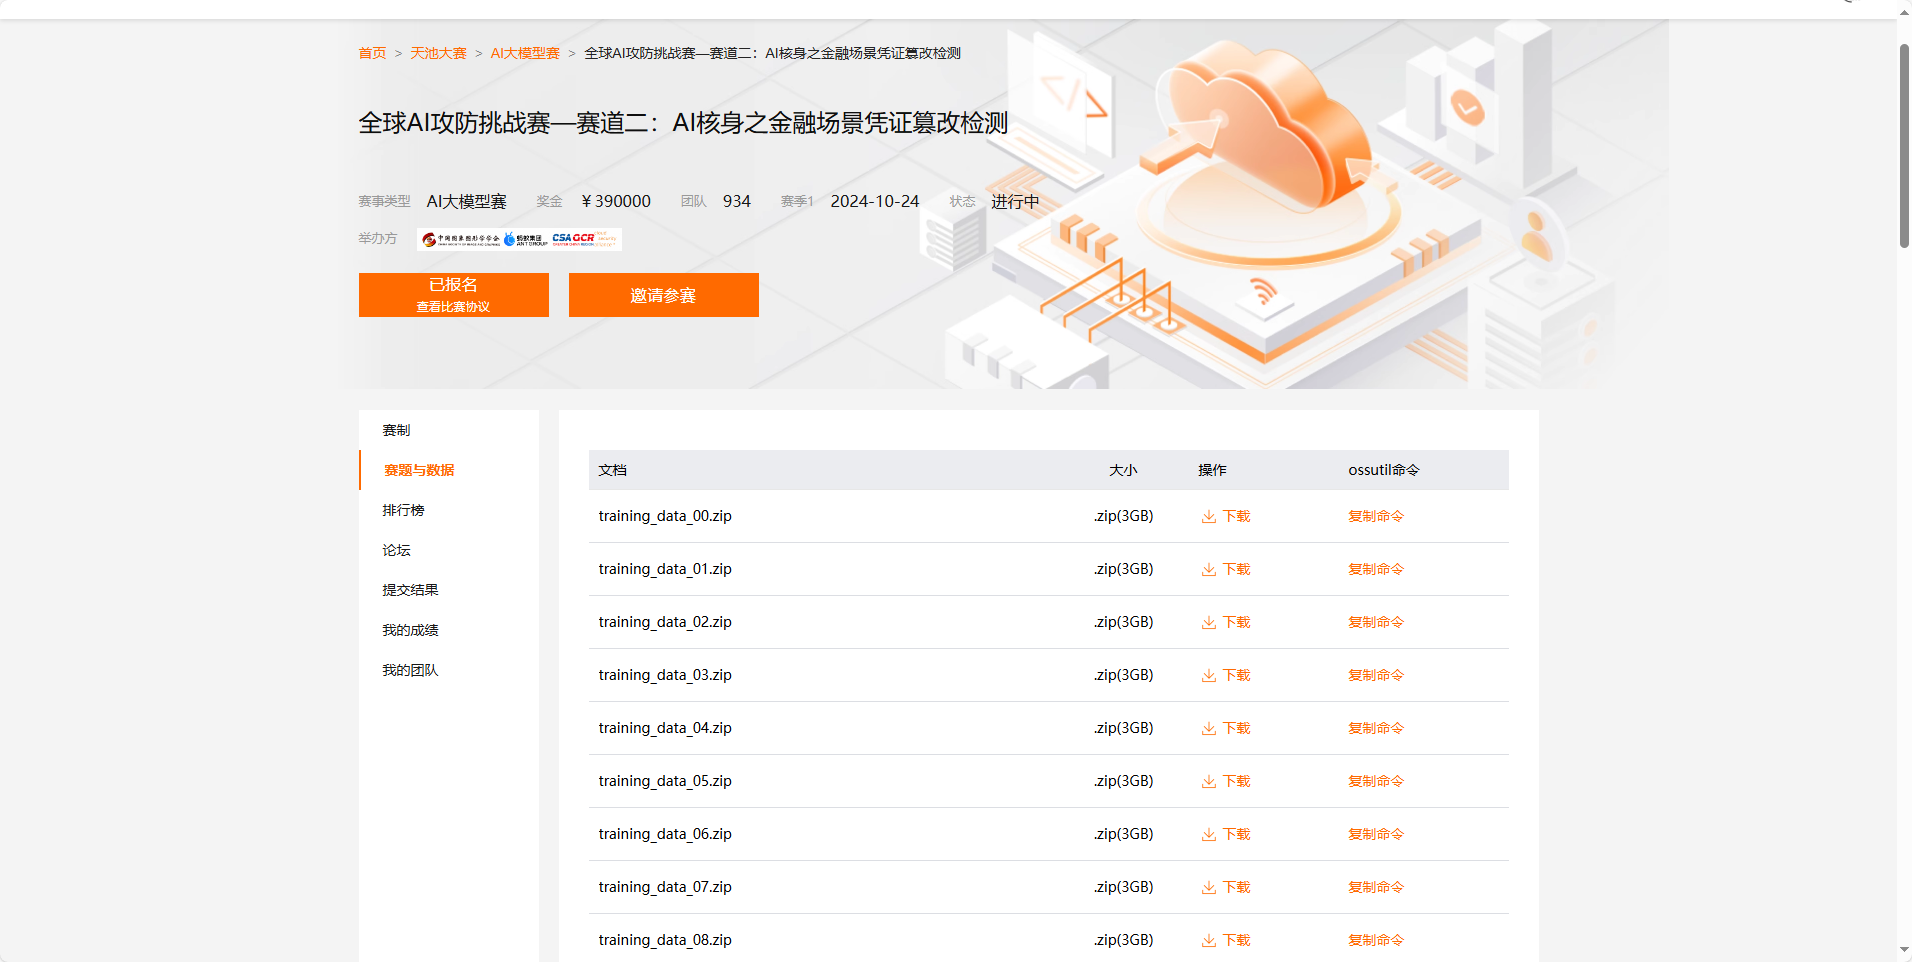 首页 > 天池大赛 > AI大模型赛 > 全球AI攻防挑战赛—赛道二：AI核身之金融场景凭证篡改检测
全球AI攻防挑战赛—赛道二：AI核身之金融场景凭证篡改检测
赛事类型 AI大模型赛 奖金 ￥390000 团队 934 赛季1 2024-10-24 状态 进行中
举办方 中国图象图形学学会 蚂蚁集团 ANT GROUP CSA GCR
已报名
查看比赛协议
邀请参赛
赛制
赛题与数据
排行榜
论坛
提交结果
我的成绩
我的团队
文档 大小 操作 ossutil命令
training_data_00.zip .zip(3GB) 下载 复制命令
training_data_01.zip .zip(3GB) 下载 复制命令
training_data_02.zip .zip(3GB) 下载 复制命令
training_data_03.zip .zip(3GB) 下载 复制命令
training_data_04.zip .zip(3GB) 下载 复制命令
training_data_05.zip .zip(3GB) 下载 复制命令
training_data_06.zip .zip(3GB) 下载 复制命令
training_data_07.zip .zip(3GB) 下载 复制命令
training_data_08.zip .zip(3GB) 下载 复制命令